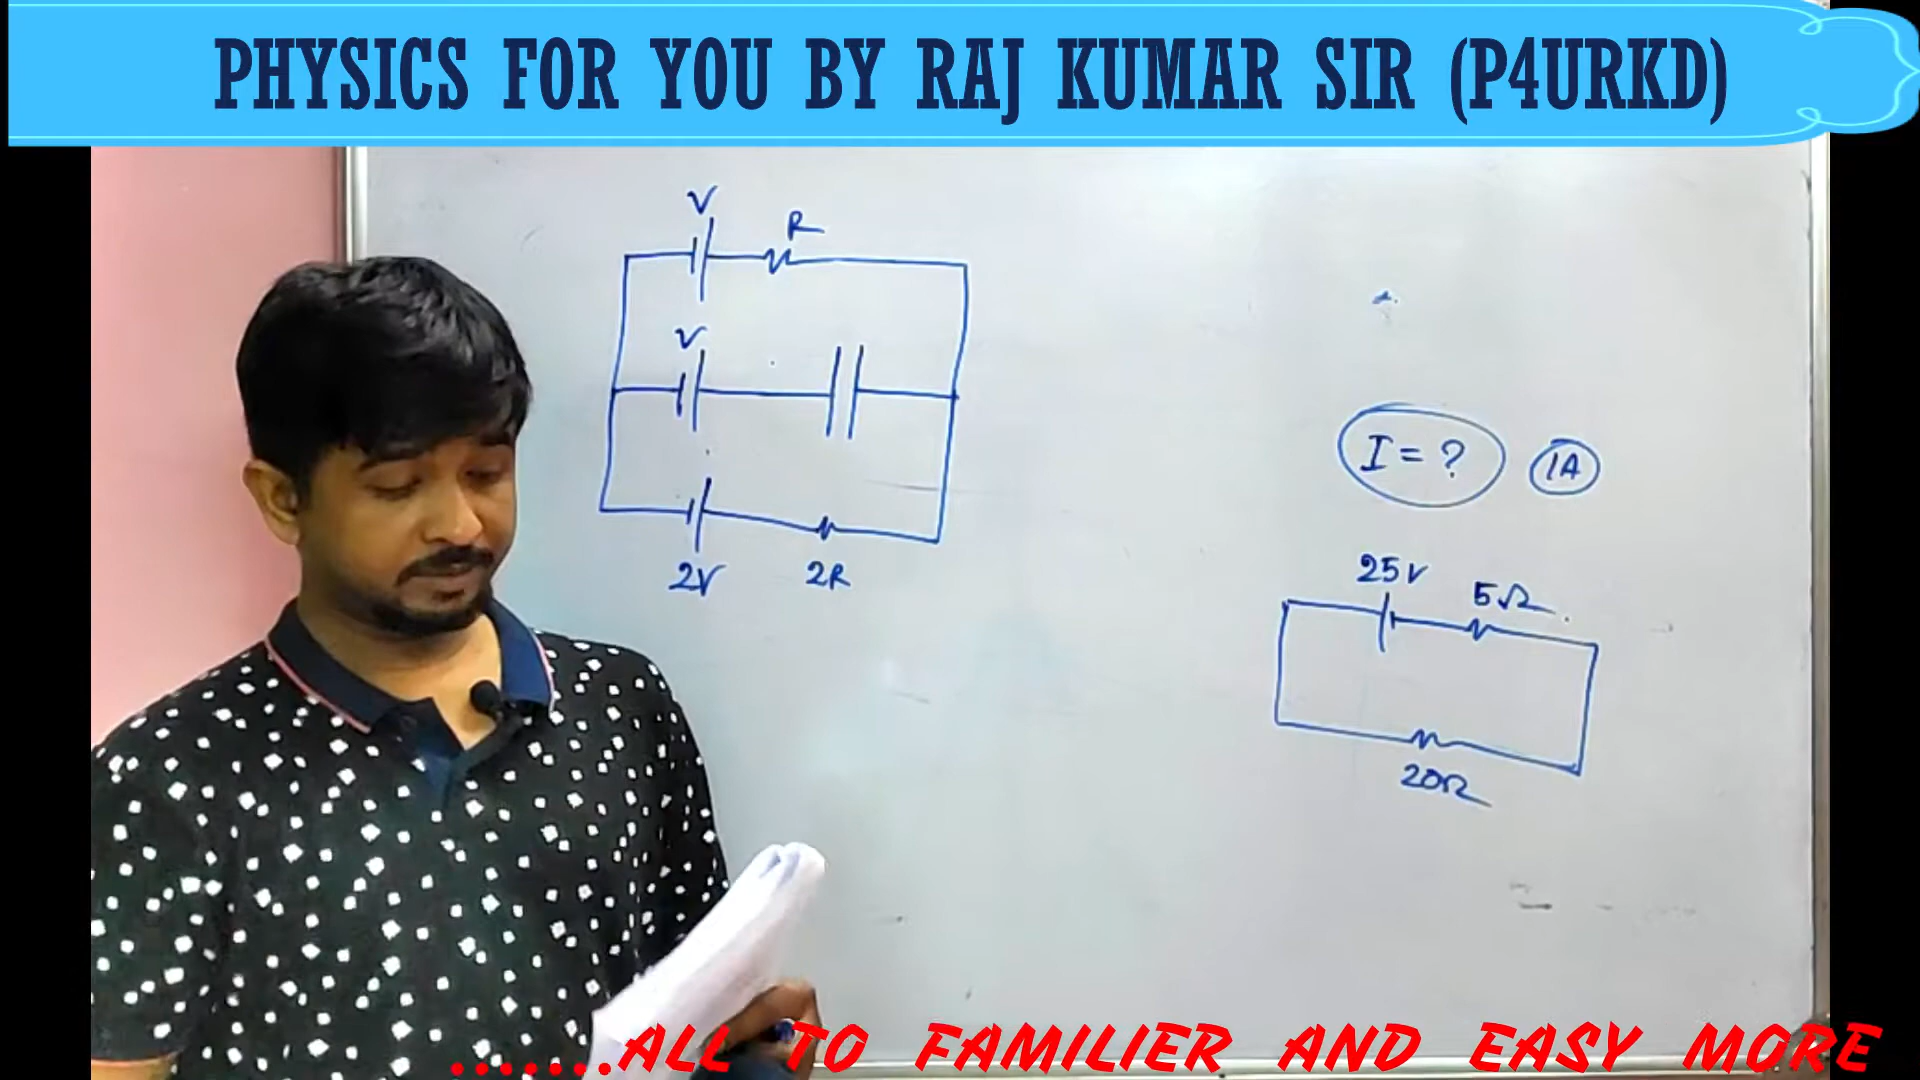 PHYSICS FOR YOU BY RAJ KUMAR SIR (P4URKD)
V
R
V
2V
2R
I = ?
1A
25V
5Ω
20Ω
.......ALL TO FAMILIER AND EASY MORE